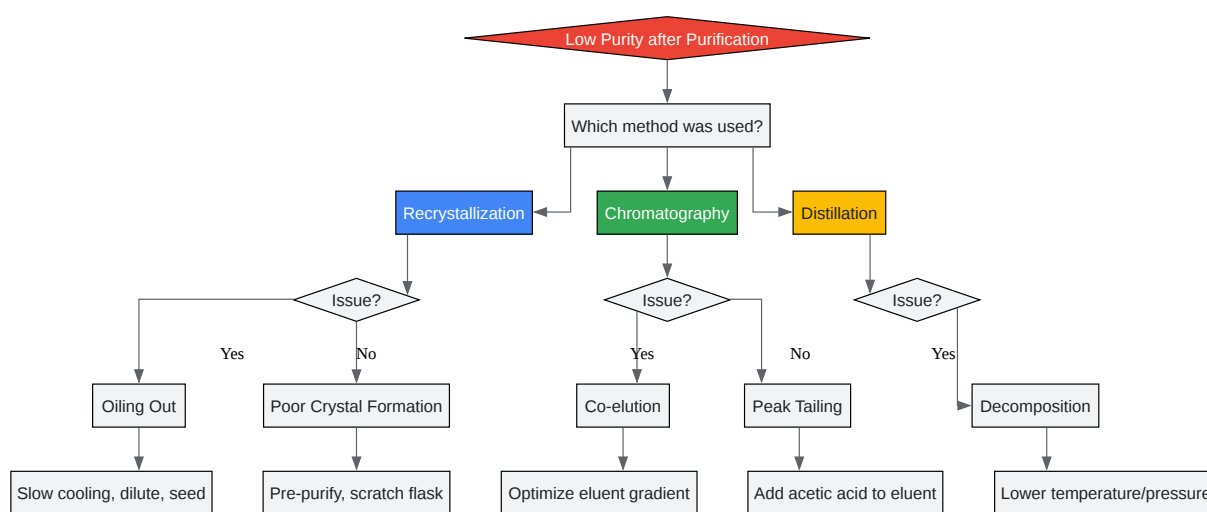 Low Purity after Purification
Which method was used?
Recrystallization
Chromatography
Distillation
Issue?
Issue?
Issue?
Yes
No
Yes
No
Yes
Oiling Out
Poor Crystal Formation
Co-elution
Peak Tailing
Decomposition
Slow cooling, dilute, seed
Pre-purify, scratch flask
Optimize eluent gradient
Add acetic acid to eluent
Lower temperature/pressure